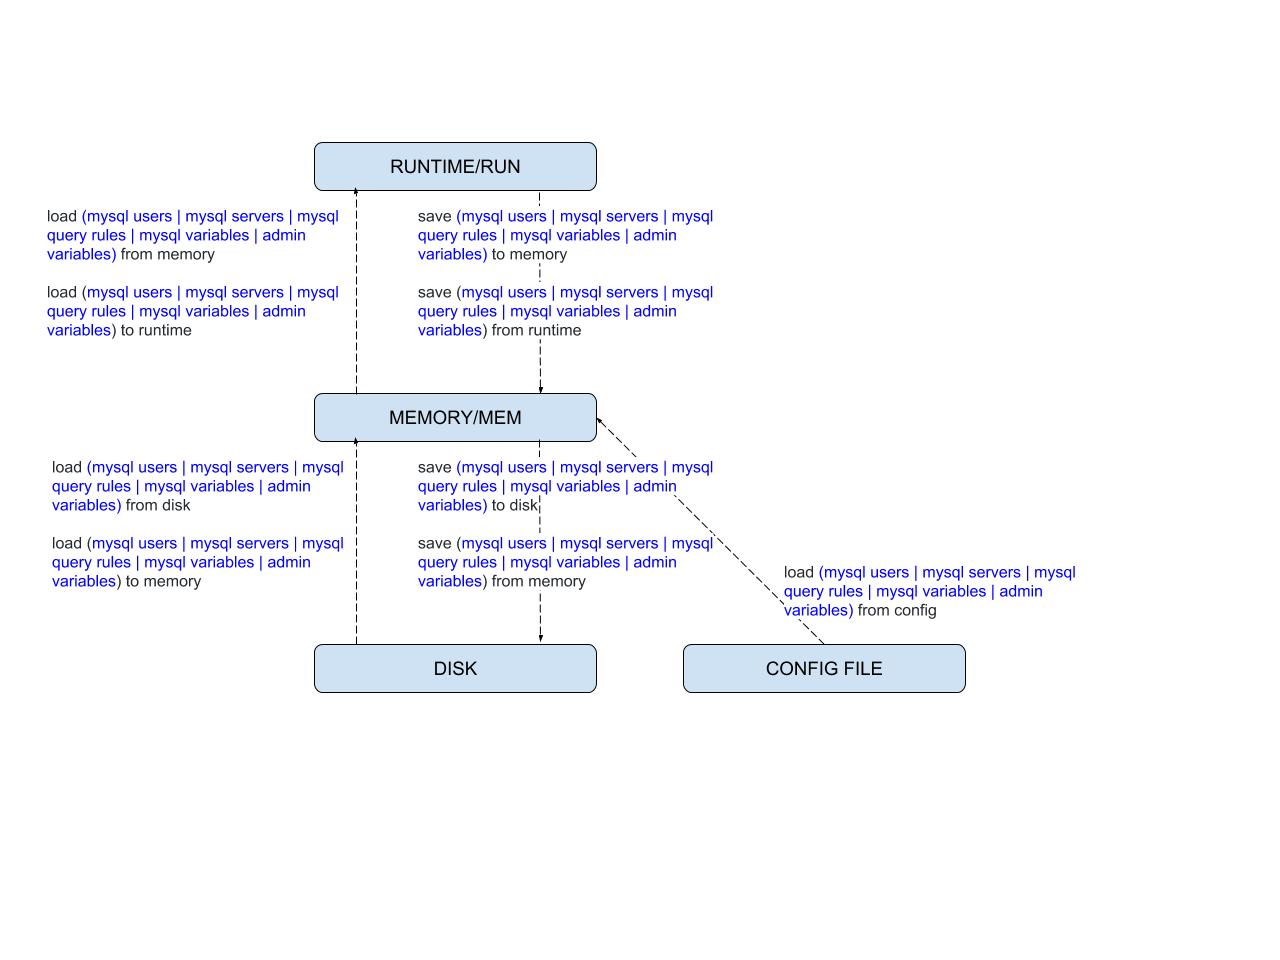 RUNTIME/RUN
load (mysql users | mysql servers | mysql
query rules | mysql variables | admin
variables) from memory
load (mysql users | mysql servers | mysql
query rules | mysql variables | admin
variables) to runtime
save (mysql users | mysql servers | mysql
query rules | mysql variables | admin
variables) to memory
save (mysql users | mysql servers | mysql
query rules | mysql variables | admin
variables) from runtime
MEMORY/MEM
load (mysql users | mysql servers | mysql
query rules | mysql variables | admin
variables) from disk
load (mysql users | mysql servers | mysql
query rules | mysql variables | admin
variables) to memory
save (mysql users | mysql servers | mysql
query rules | mysql variables | admin
variables) to disk
save (mysql users | mysql servers | mysql
query rules | mysql variables | admin
variables) from memory
load (mysql users | mysql servers | mysql
query rules | mysql variables | admin
variables) from config
DISK
CONFIG FILE